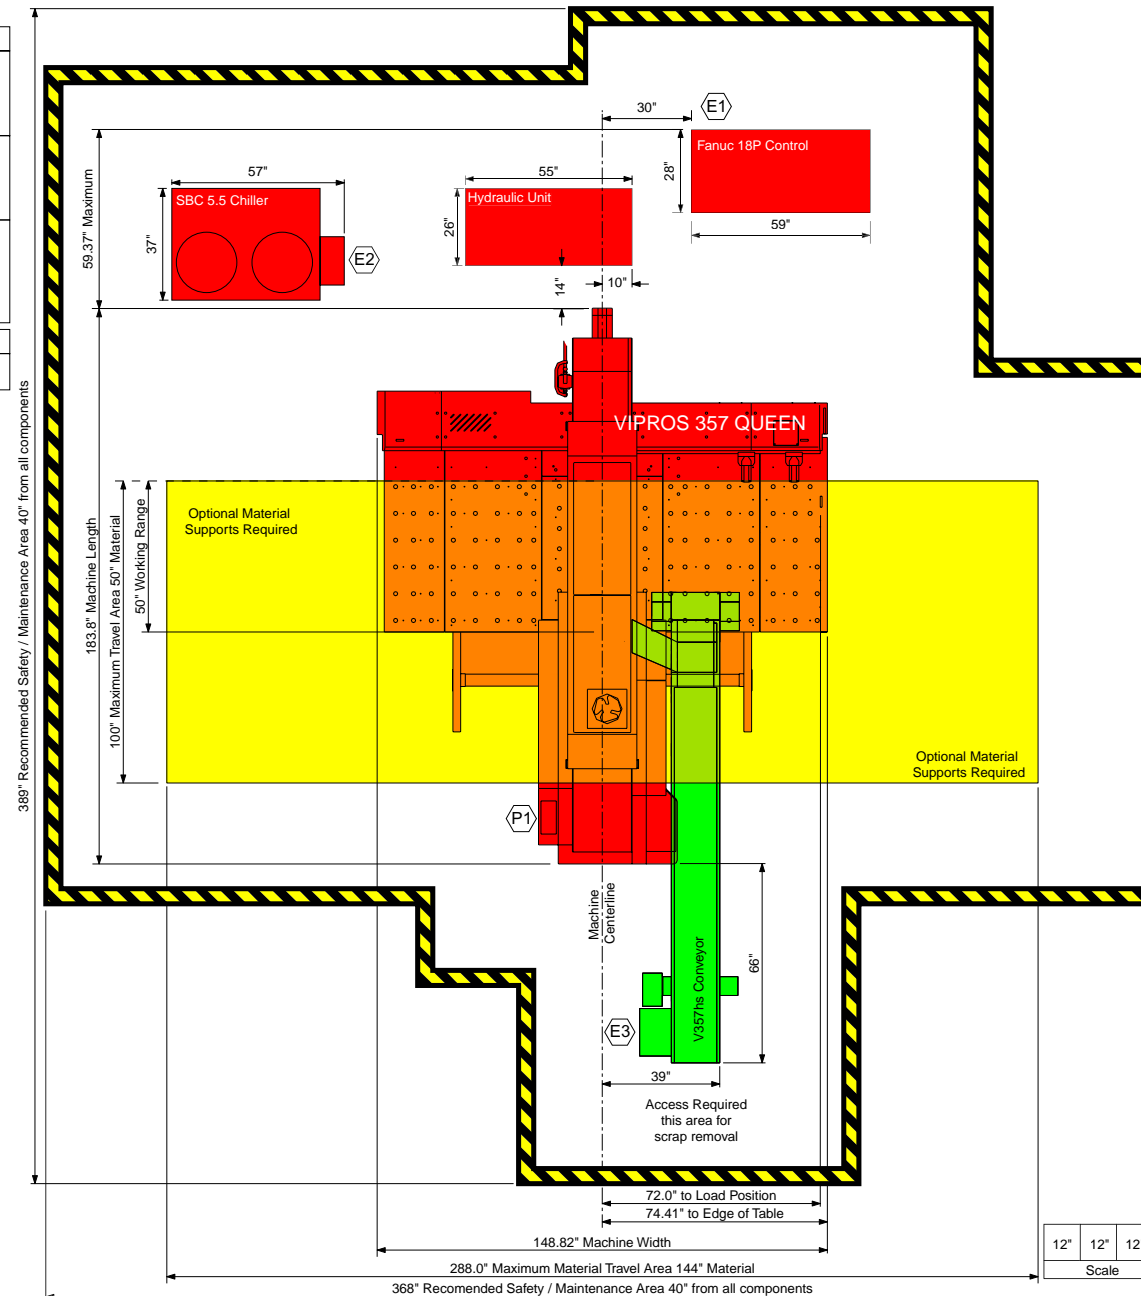 30"
E1
Fanuc 18P Control
28"
59"
57"
SBC 5.5 Chiller
37"
E2
55"
Hydraulic Unit
26"
14"
10"
59.37" Maximum
VIPROS 357 QUEEN
389" Recommended Safety / Maintenance Area 40" from all components
183.8" Machine Length
100" Maximum Travel Area 50" Material
50" Working Range
Optional Material
Supports Required
Optional Material
Supports Required
P1
Machine
Centerline
V357hs Conveyor
66"
E3
39"
Access Required
this area for
scrap removal
72.0" to Load Position
74.41" to Edge of Table
148.82" Machine Width
288.0" Maximum Material Travel Area 144" Material
368" Recomended Safety / Maintenance Area 40" from all components
12" 12" 12
Scale